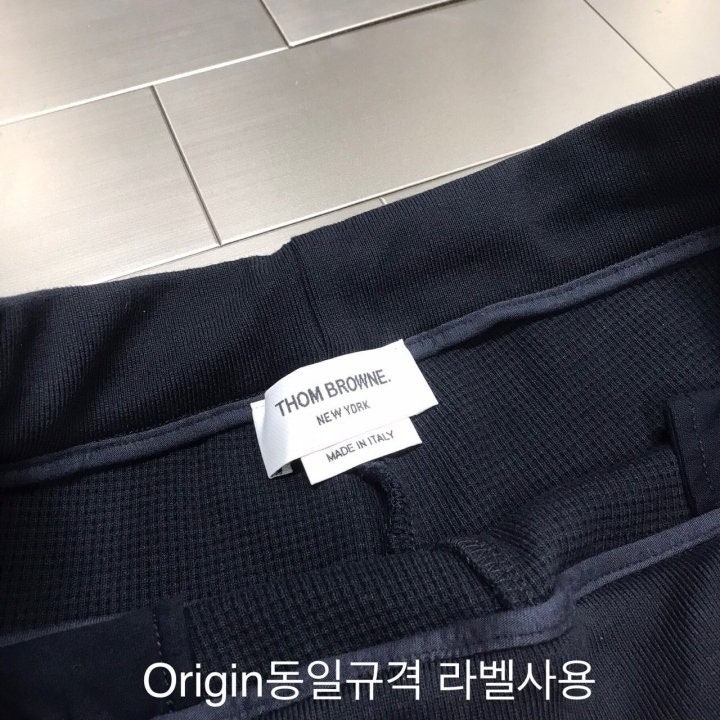 THOM BROWNE.
NEW YORK
MADE IN ITALY
Origin동일규격 라벨사용